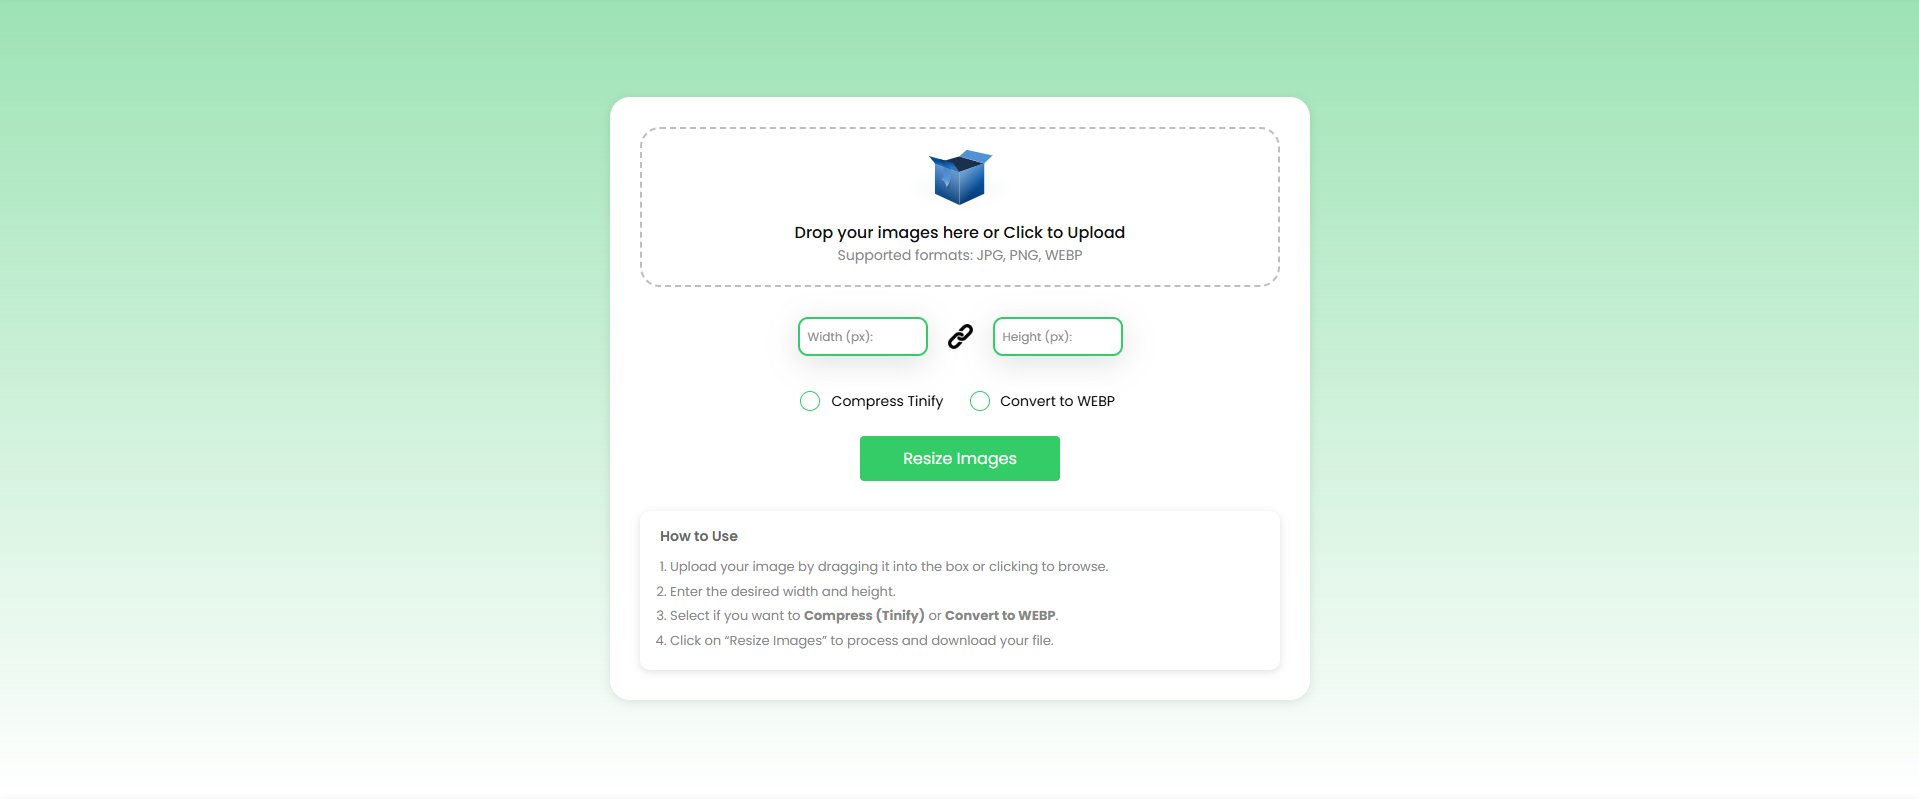 Drop your images here or Click to Upload
Supported formats: JPG, PNG, WEBP
Width (px):
Height (px):
Compress Tinify
Convert to WEBP
Resize Images
How to Use
1. Upload your image by dragging it into the box or clicking to browse.
2. Enter the desired width and height.
3. Select if you want to Compress (Tinify) or Convert to WEBP.
4. Click on “Resize Images” to process and download your file.